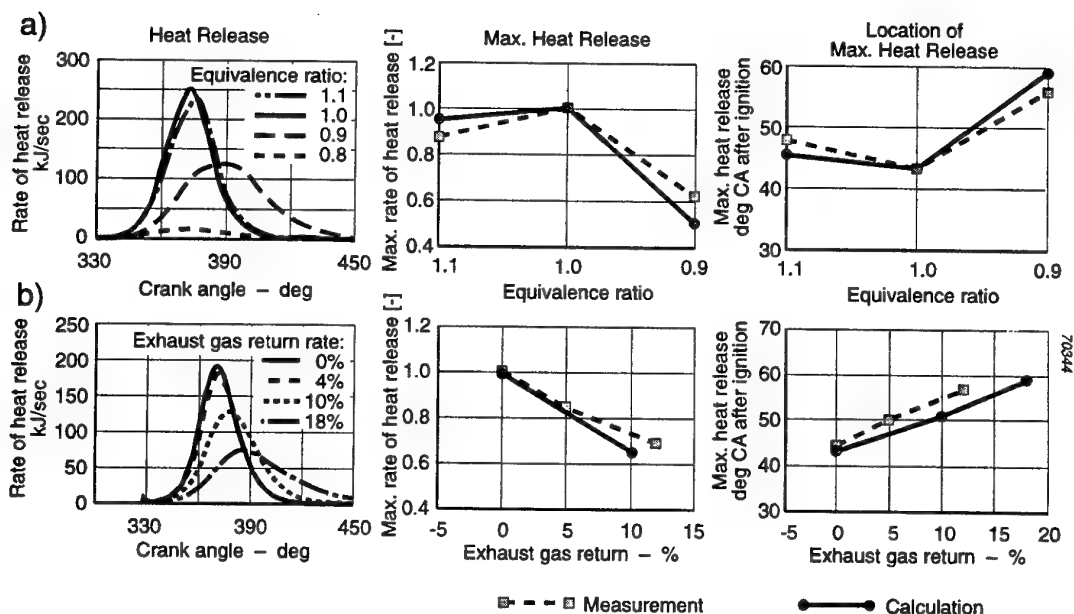 a)
Heat Release
Rate of heat release
kJ/sec
300
250
200
150
100
50
0
Equivalence ratio:
1.1
1.0
0.9
0.8
330
390
450
Crank angle – deg
Max. Heat Release
Max. rate of heat release [-]
1.2
1.0
0.8
0.6
0.4
1.1
1.0
0.9
Equivalence ratio
Location of
Max. Heat Release
Max. heat release
deg CA after ignition
60
50
40
30
1.1
1.0
0.9
Equivalence ratio
b)
Rate of heat release
kJ/sec
250
200
150
100
50
0
Exhaust gas return rate:
0%
4%
10%
18%
330
390
450
Crank angle – deg
Max. rate of heat release [-]
1.2
1.0
0.8
0.6
0.4
-5
0
5
10
15
Exhaust gas return – %
Max. heat release
deg CA after ignition
70
60
50
40
30
-5
0
5
10
15
20
Exhaust gas return – %
70344
Measurement
Calculation